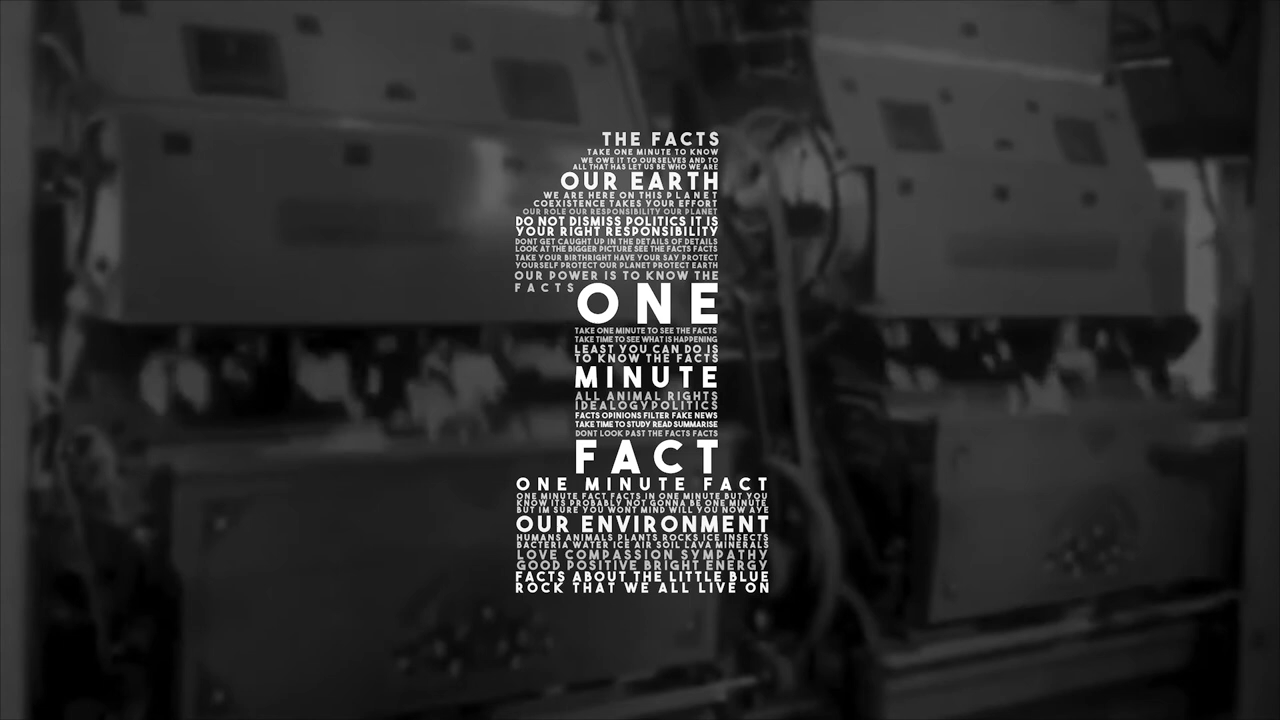 THE FACTS
TAKE ONE MINUTE TO KNOW
WE OWE IT TO OURSELVES AND TO
ALL THAT HAS LET US BE WHO WE ARE
OUR EARTH
WE ARE HERE ON THIS PLANET
COEXISTENCE TAKES YOUR EFFORT
OUR ROLE OUR RESPONSIBILITY OUR PLANET
DO NOT DISMISS POLITICS IT IS
YOUR RIGHT RESPONSIBILITY
DONT GET CAUGHT UP IN THE DETAILS OF DETAILS
LOOK AT THE BIGGER PICTURE SEE THE FACTS FACTS
TAKE YOUR BIRTHRIGHT HAVE YOUR SAY PROTECT
YOURSELF PROTECT OUR PLANET PROTECT EARTH
OUR POWER IS TO KNOW THE
FACTS
ONE
TAKE ONE MINUTE TO SEE THE FACTS
TAKE TIME TO SEE WHAT IS HAPPENING
LEAST YOU CAN DO IS
TO KNOW THE FACTS
MINUTE
ALL ANIMAL RIGHTS
IDEALOGY POLITICS
FACTS OPINIONS FILTER FAKE NEWS
TAKE TIME TO STUDY READ SUMMARISE
DONT LOOK PAST THE FACTS FACTS
FACT
ONE MINUTE FACT
ONE MINUTE FACT FACTS IN ONE MINUTE BUT YOU
KNOW ITS PROBABLY NOT GONNA BE ONE MINUTE
BUT IM SURE YOU WONT MIND WILL YOU NOW AYE
OUR ENVIRONMENT
HUMANS ANIMALS PLANTS ROCKS ICE INSECTS
BACTERIA WATER ICE AIR SOIL LAVA MINERALS
LOVE COMPASSION SYMPATHY
GOOD POSITIVE BRIGHT ENERGY
FACTS ABOUT THE LITTLE BLUE
ROCK THAT WE ALL LIVE ON